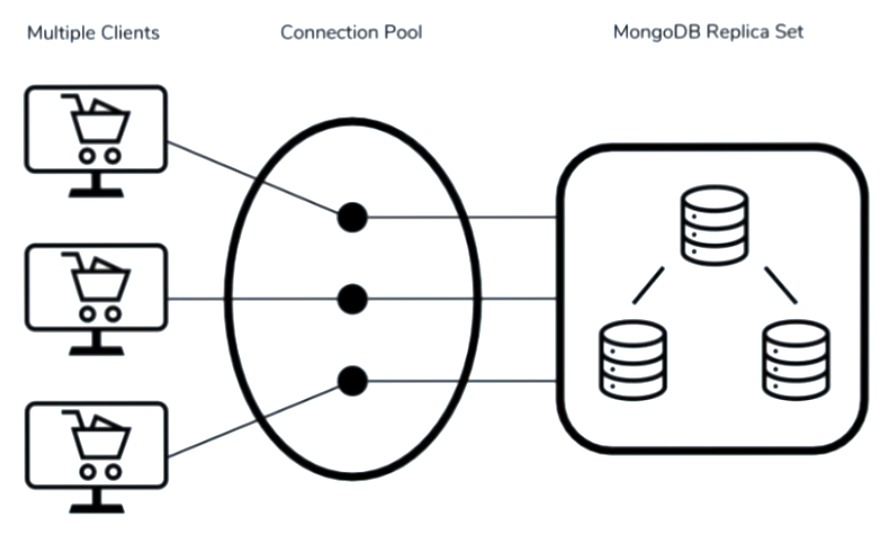 Multiple Clients
Connection Pool
MongoDB Replica Set